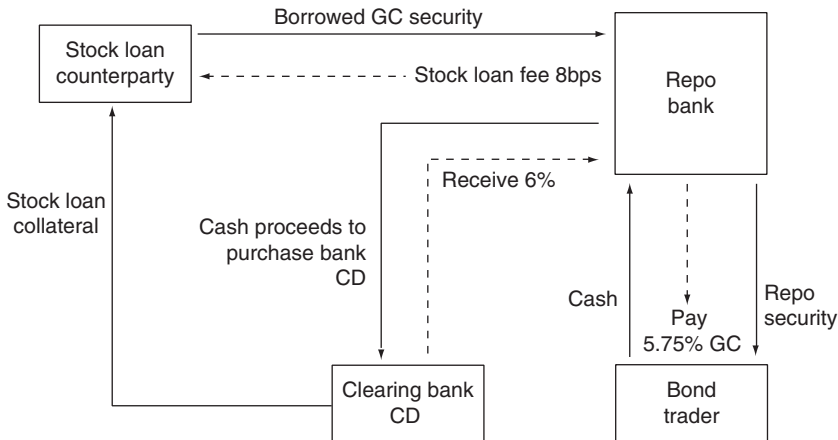 Borrowed GC security
Stock loan
counterparty
Stock loan fee 8bps
Repo
bank
Receive 6%
Stock loan
collateral
Cash proceeds to
purchase bank
CD
Cash
Pay
5.75% GC
Repo
security
Clearing bank
CD
Bond
trader